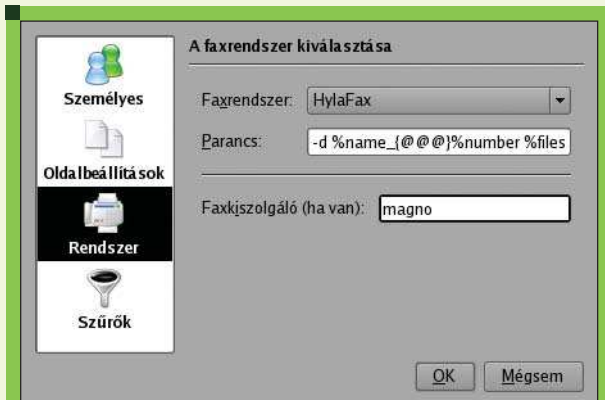 A faxrendszer kiválasztása
Személyes
Oldalbeállítások
Rendszer
Szűrők
Faxrendszer: HylaFax
Parancs: -d %name_{@@@}%number %files
Faxkiszolgáló (ha van): magno
OK Mégsem